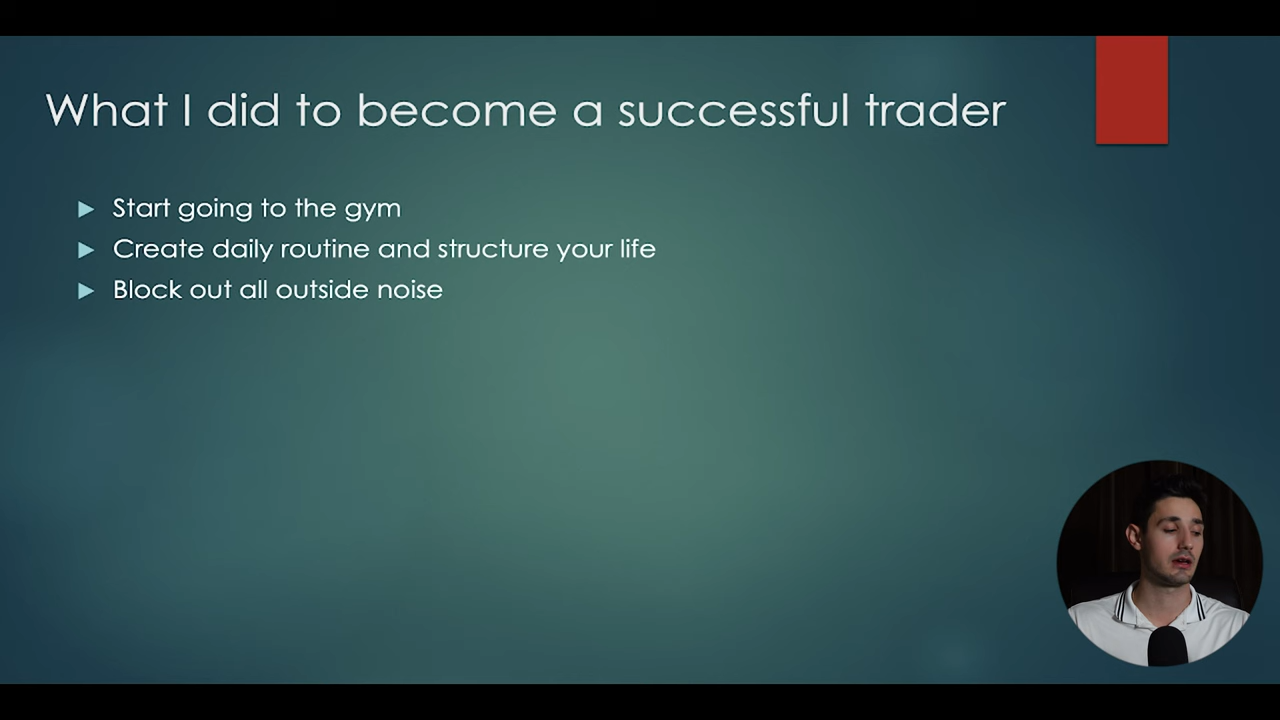 What I did to become a successful trader
Start going to the gym
Create daily routine and structure your life
Block out all outside noise